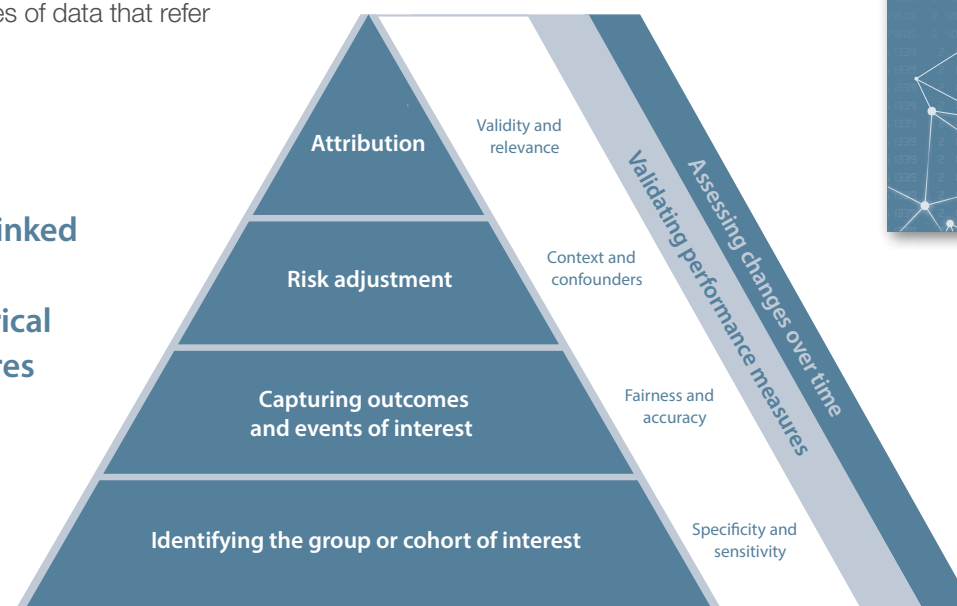 es of data that refer
inked
rical
res
Attribution
Validity and
relevance
Risk adjustment
Context and
confounders
Capturing outcomes
and events of interest
Fairness and
accuracy
Identifying the group or cohort of interest
Specificity and
sensitivity
Validating performance measures
Assessing changes over time